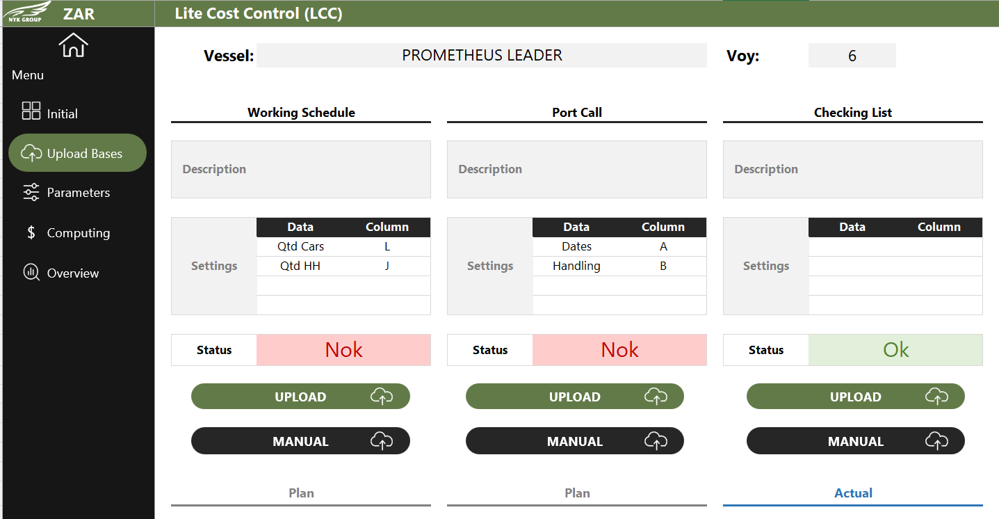 NYK GROUP
ZAR
Lite Cost Control (LCC)
Menu
Initial
Upload Bases
Parameters
$ Computing
Overview
Vessel: PROMETHEUS LEADER Voy: 6
Working Schedule
Description
Settings
Data Column
Qtd Cars L
Qtd HH J
Status Nok
UPLOAD
MANUAL
Plan
Port Call
Description
Settings
Data Column
Dates A
Handling B
Status Nok
UPLOAD
MANUAL
Plan
Checking List
Description
Settings
Data Column
Status Ok
UPLOAD
MANUAL
Actual